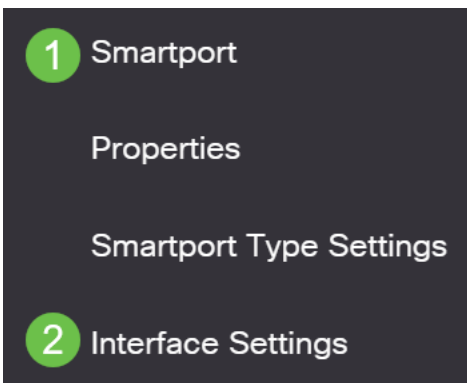 1 Smartport
Properties
Smartport Type Settings
2 Interface Settings